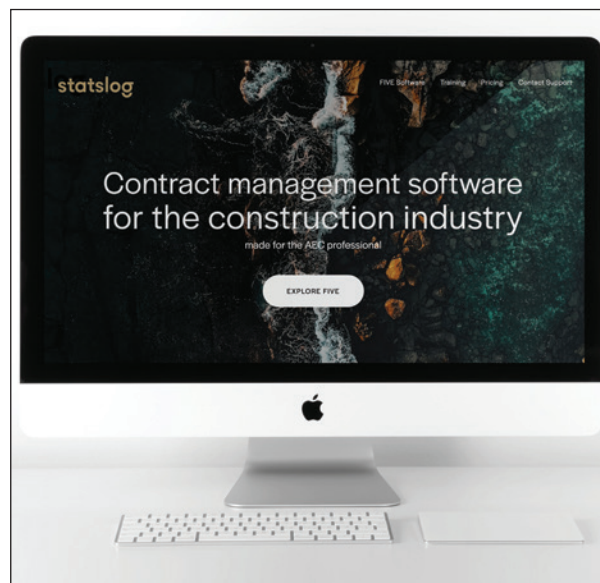 statslog
FIVE Software Training Pricing Contact Support
Contract management software
for the construction industry
made for the AEC professional
EXPLORE FIVE